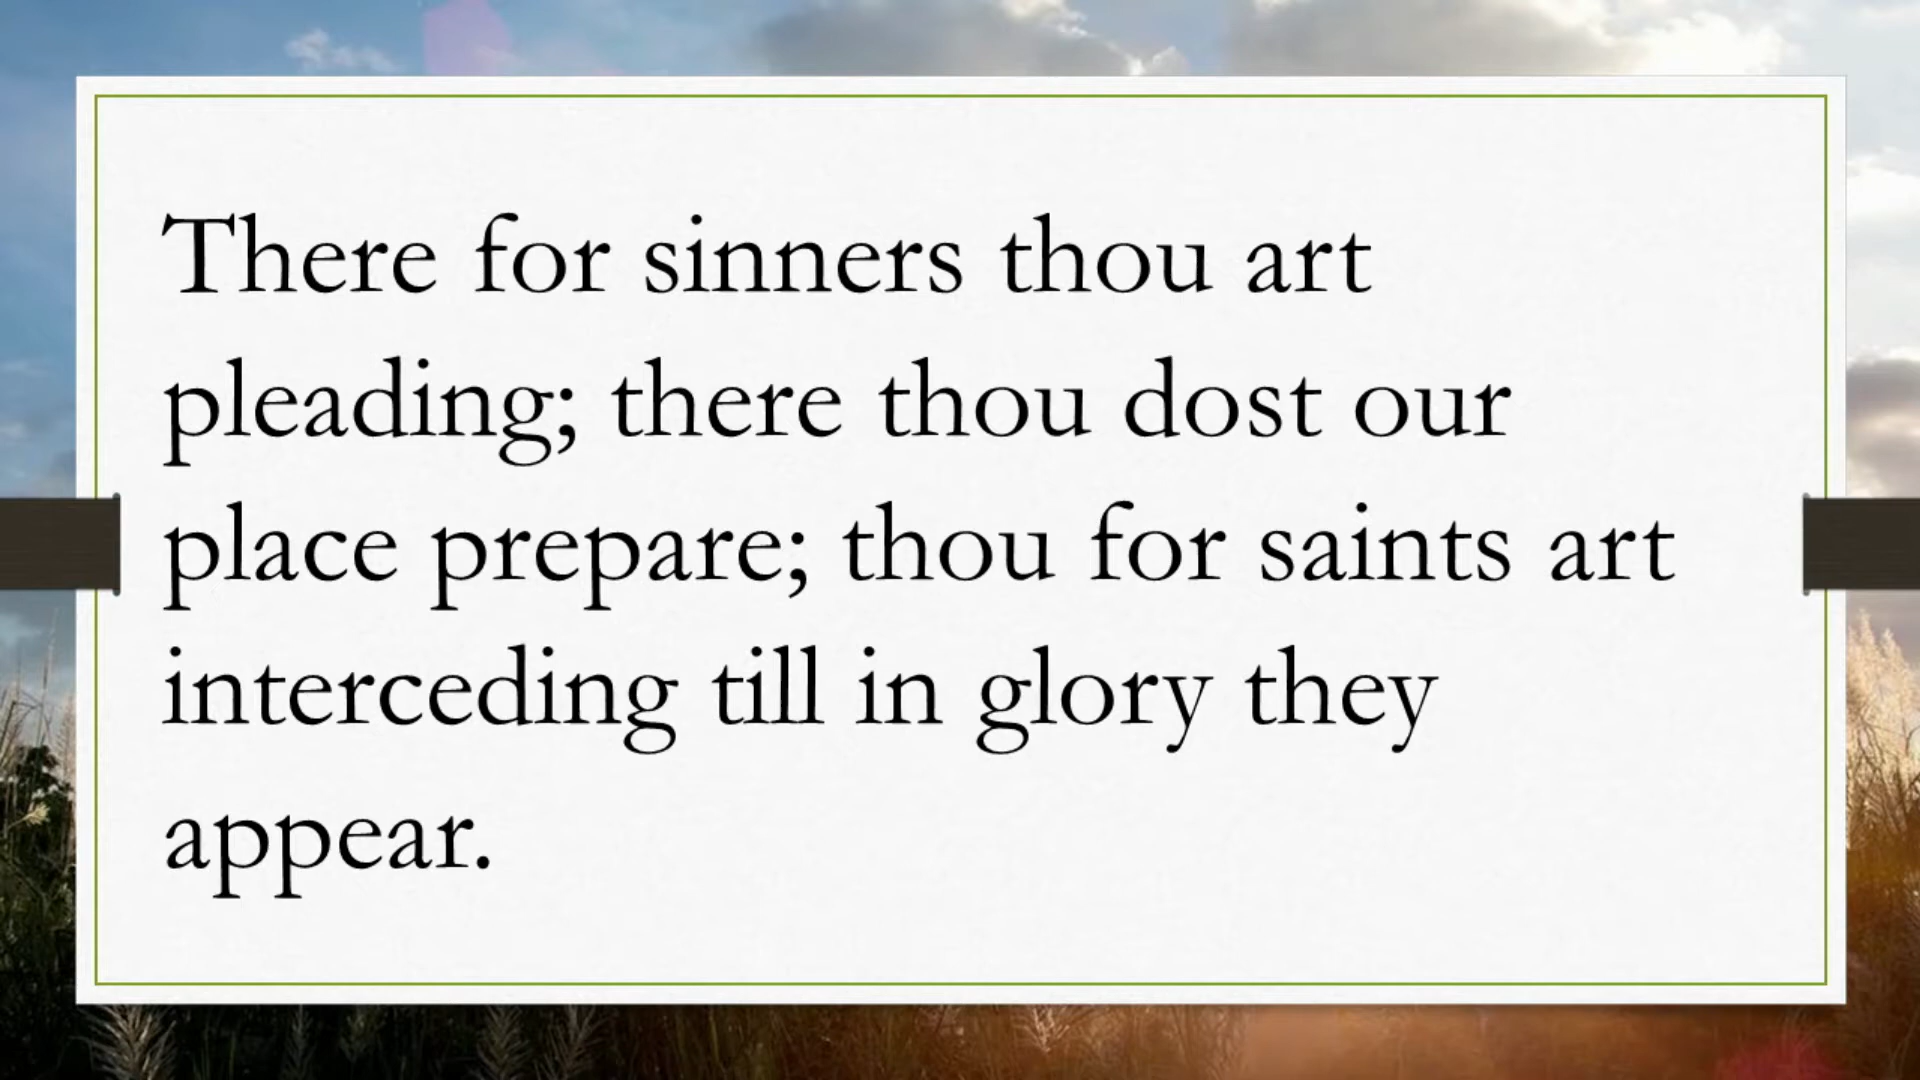 There for sinners thou art
pleading; there thou dost our
place prepare; thou for saints art
interceding till in glory they
appear.